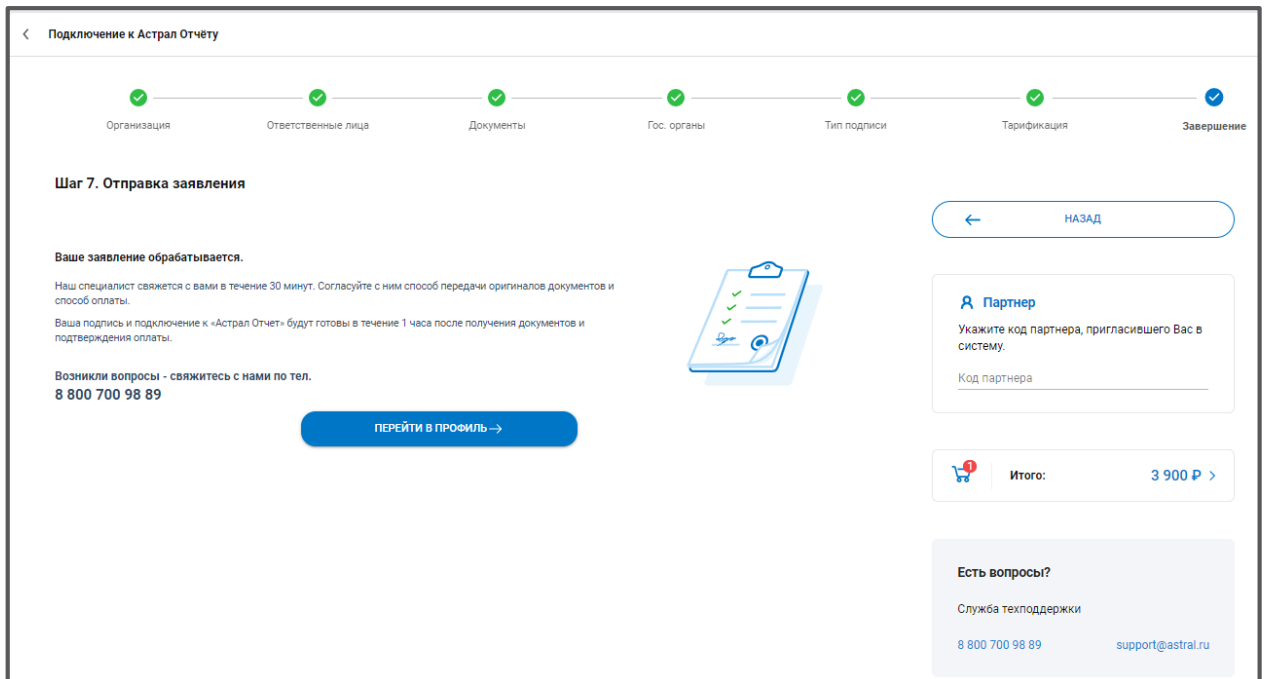 Подключение к Астрал Отчёту
Организация
Ответственные лица
Документы
Гос. органы
Тип подписи
Тарификация
Завершение
Шаг 7. Отправка заявления
Ваше заявление обрабатывается.
Наш специалист свяжется с вами в течение 30 минут. Согласуйте с ним способ передачи оригиналов документов и
способ оплаты.
Ваша подпись и подключение к «Астрал Отчет» будут готовы в течение 1 часа после получения документов и
подтверждения оплаты.
Возникли вопросы - свяжитесь с нами по тел.
8 800 700 98 89
ПЕРЕЙТИ В ПРОФИЛЬ
НАЗАД
Партнер
Укажите код партнера, пригласившего Вас в
систему.
Код партнера
1
Итого:
3 900 ₽
Есть вопросы?
Служба техподдержки
8 800 700 98 89
support@astral.ru